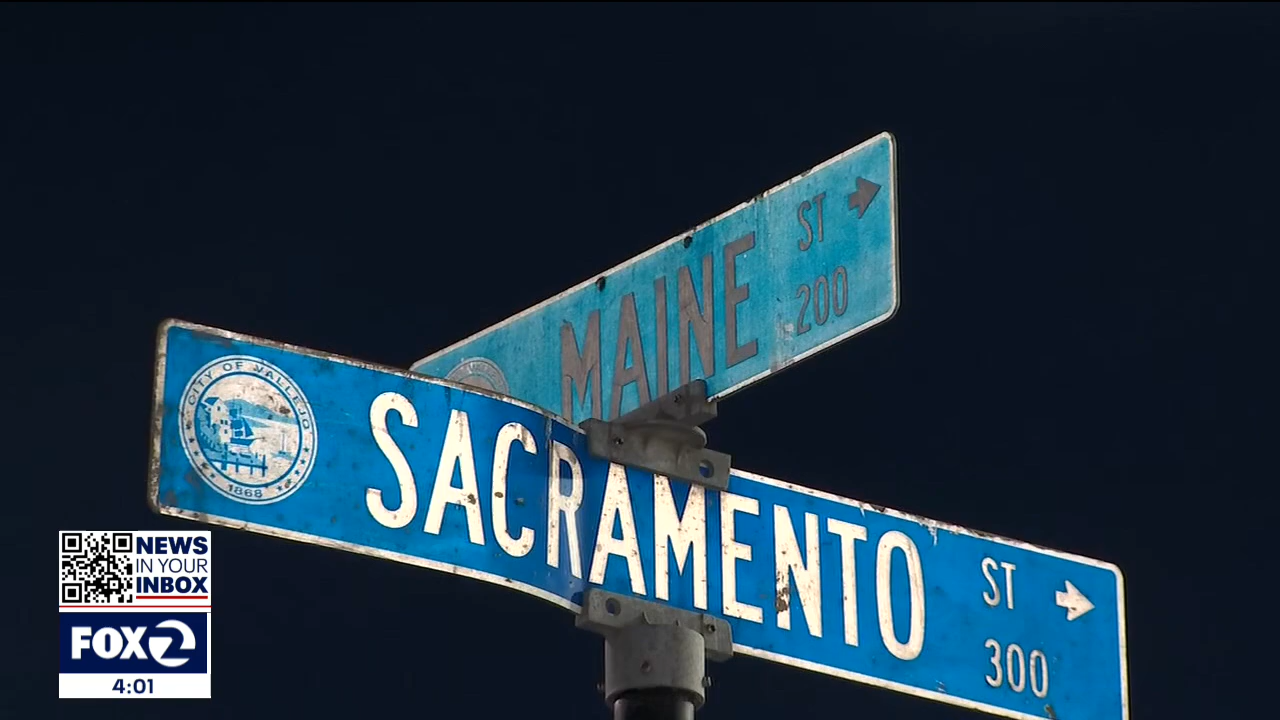 MAINE ST
200
CITY OF VALLEJO
1868
SACRAMENTO ST
300
NEWS
IN YOUR
INBOX
FOX 2
4:01